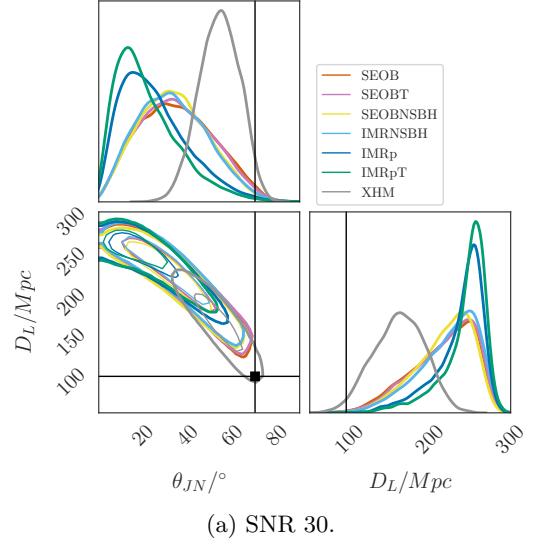 SEOB
SEOBT
SEOBNSBH
IMRNSBH
IMRp
IMRpT
XHM
300
250
200
150
100
D_L/Mpc
20
40
60
80
θ_JN/°
100
200
300
D_L/Mpc
(a) SNR 30.